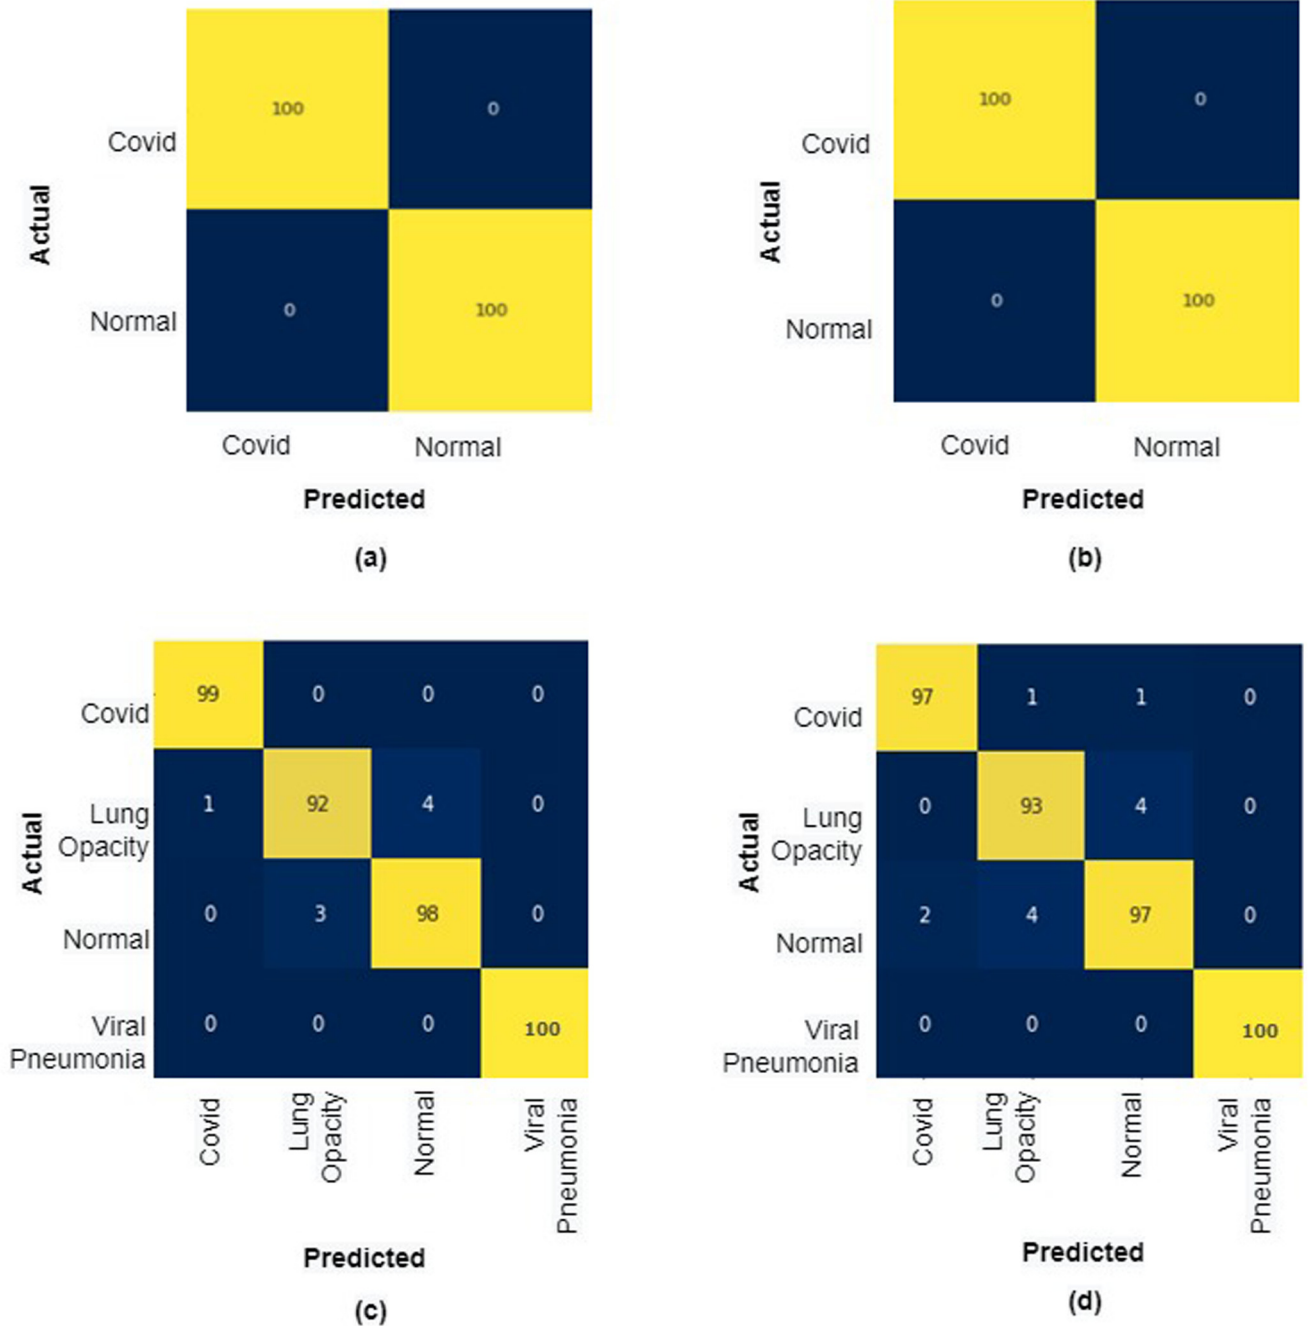 100 0
Covid
Actual
0 100
Normal
Covid Normal
Predicted
(a)
100 0
Covid
Actual
0 100
Normal
Covid Normal
Predicted
(b)
99 0 0 0
Covid
1 92 4 0
Lung
Opacity
Actual
0 3 98 0
Normal
0 0 0 100
Viral
Pneumonia
Covid
Lung
Opacity
Normal
Viral
Pneumonia
Predicted
(c)
97 1 1 0
Covid
0 93 4 0
Lung
Opacity
Actual
2 4 97 0
Normal
0 0 0 100
Viral
Pneumonia
Covid
Lung
Opacity
Normal
Viral
Pneumonia
Predicted
(d)